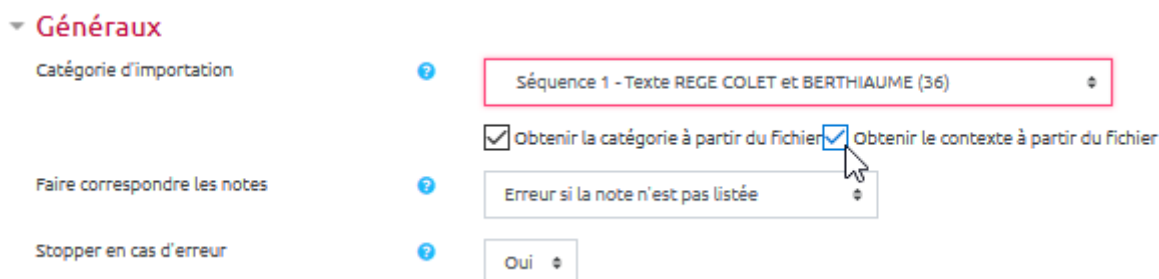 Généraux
Catégorie d'importation
Séquence 1 - Texte REGE COLET et BERTHIAUME (36)
Obtenir la catégorie à partir du fichier Obtenir le contexte à partir du fichier
Faire correspondre les notes
Erreur si la note n'est pas listée
Stopper en cas d'erreur
Oui